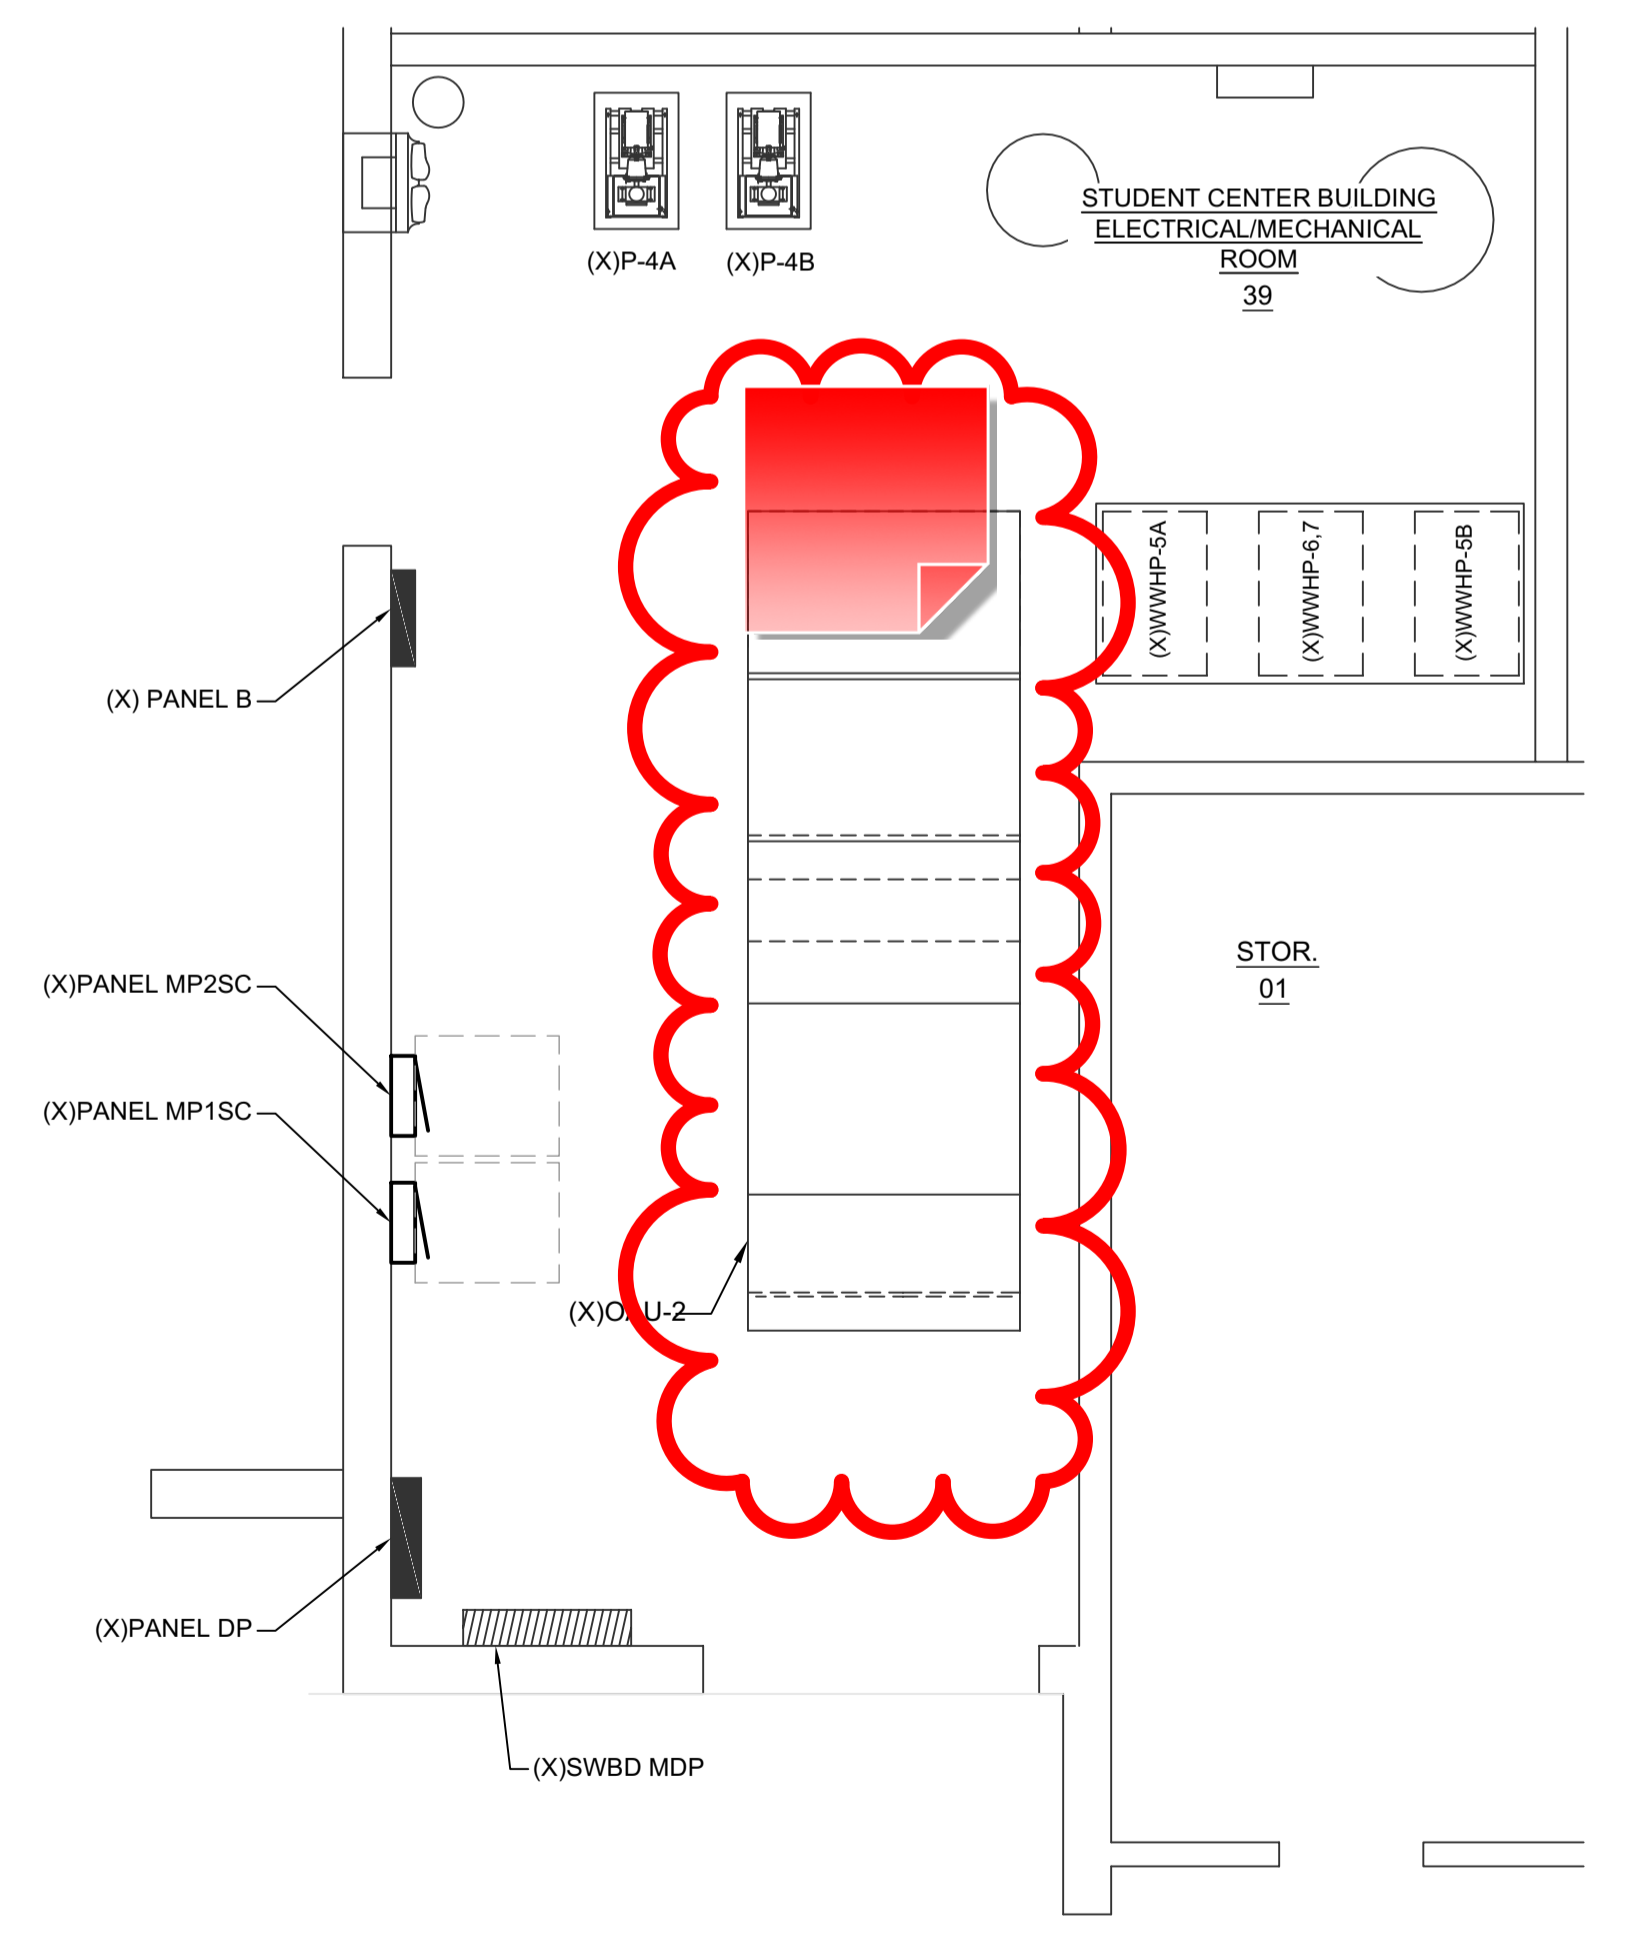 STUDENT CENTER BUILDING
ELECTRICAL/MECHANICAL
ROOM
39
(X)P-4A
(X)P-4B
(X)WWHP-5A
(X)WWHP-6,7
(X)WWHP-5B
(X) PANEL B
STOR.
01
(X)PANEL MP2SC
(X)PANEL MP1SC
(X)PANEL DP
(X)SWBD MDP